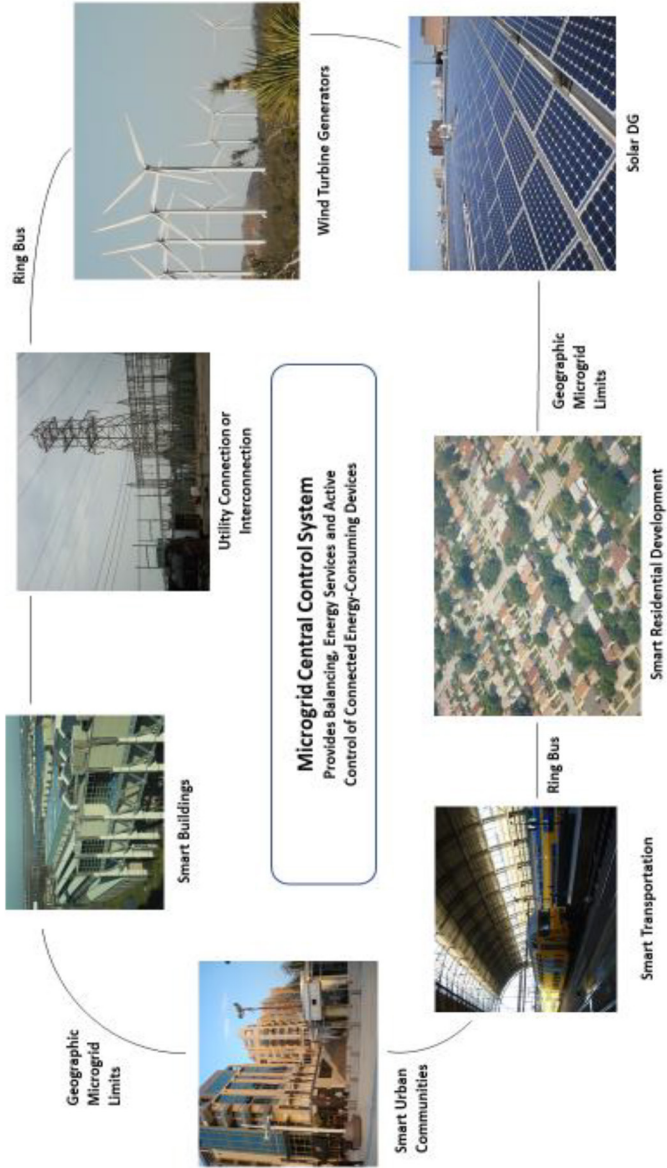 Ring Bus
Wind Turbine Generators
Utility Connection or
Interconnection
Smart Buildings
Geographic
Microgrid
Limits
Microgrid Central Control System
Provides Balancing, Energy Services and Active
Control of Connected Energy-Consuming Devices
Solar DG
Geographic
Microgrid
Limits
Smart Residential Development
Ring Bus
Smart Transportation
Smart Urban
Communities